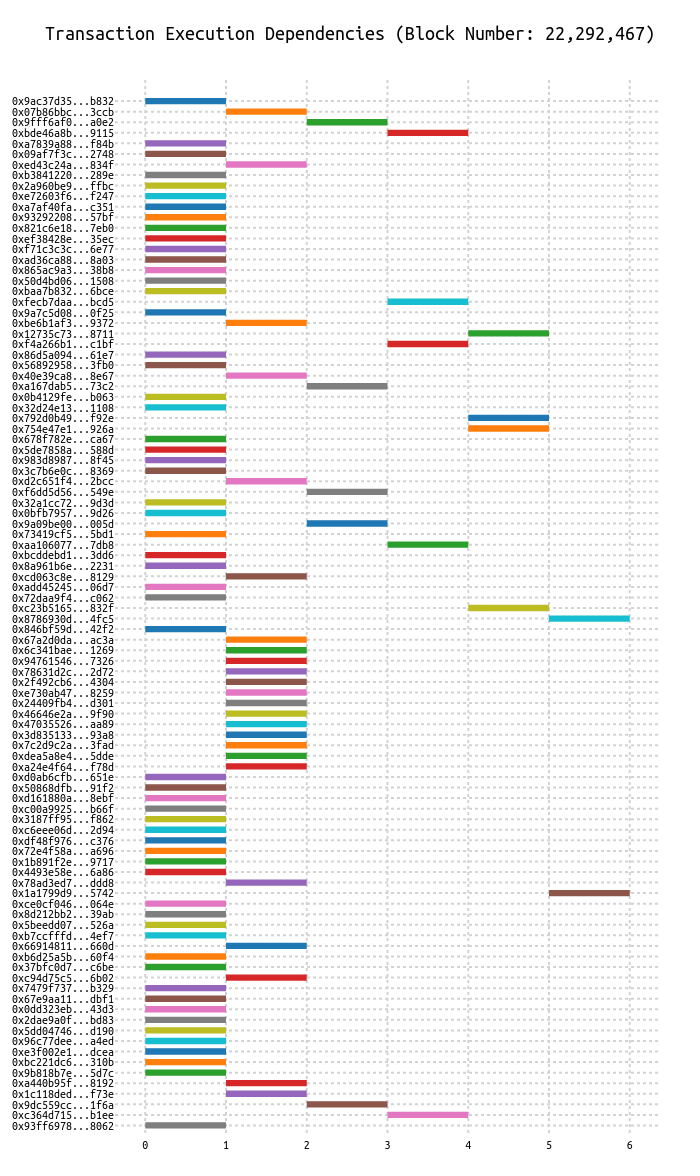 Transaction Execution Dependencies (Block Number: 22,292,467)
0x9ac37d35...b832
0x07b86bbc...3ccb
0x9fff6af0...a0e2
0xbde46a8b...9115
0xa7839a88...f84b
0x09af7f3c...2748
0xed43c24a...834f
0xb3841220...289e
0x2a960be9...ffbc
0xe72603f6...f247
0xa7af40fa...c351
0x93292208...57bf
0x821c6e18...7eb0
0xef38428e...35ec
0xf71c3c3c...6e77
0xad36ca88...8a03
0x865ac9a3...38b8
0x50d4bd06...1508
0xbaa7b832...6bce
0xfecb7daa...bcd5
0x9a7c5d08...0f25
0xbe6b1af3...9372
0x12735c73...8711
0xf4a266b1...c1bf
0x86d5a094...61e7
0x56892958...3fb0
0x40e39ca8...8e67
0xa167dab5...73c2
0x0b4129fe...b063
0x32d24e13...1108
0x792d0b49...f92e
0x754e47e1...926a
0x678f782e...ca67
0x5de7858a...588d
0x983d8987...8f45
0x3c7b6e0c...8369
0xd2c651f4...2bcc
0xf6dd5d56...549e
0x32a1cc72...9d3d
0x0bfb7957...9d26
0x9a09be00...005d
0x73419cf5...5bd1
0xaa106077...7db8
0xbcddebd1...3dd6
0x8a961b6e...2231
0xcd063c8e...8129
0xadd45245...06d7
0x72daa9f4...c062
0xc23b5165...832f
0x8786930d...4fc5
0x846bf59d...42f2
0x67a2d0da...ac3a
0x6c341bae...1269
0x94761546...7326
0x78631d2c...2d72
0x2f492cb6...4304
0xe730ab47...8259
0x24409fb4...d301
0x46646e2a...9f90
0x47035526...aa89
0x3d835133...93a8
0x7c2d9c2a...3fad
0xdea5a8e4...5dde
0xa24e4f64...f78d
0xd0ab6cfb...651e
0x50868dfb...91f2
0xd161880a...8ebf
0xc00a9925...b66f
0x3187ff95...f862
0xc6eee06d...2d94
0xdf48f976...c376
0x72e4f58a...a696
0x1b891f2e...9717
0x4493e58e...6a86
0x78ad3ed7...ddd8
0x1a1799d9...5742
0xce0cf046...064e
0x8d212bb2...39ab
0x5beedd07...526a
0xb7ccfffd...4ef7
0x66914811...660d
0xb6d25a5b...60f4
0x37bfc0d7...c6be
0xc94d75c5...6b02
0x7479f737...b329
0x67e9aa11...dbf1
0x0dd323eb...43d3
0x2dae9a0f...bd83
0x5dd04746...d190
0x96c77dee...a4ed
0xe3f002e1...dcea
0xbc221dc6...310b
0x9b818b7e...5d7c
0xa440b95f...8192
0x1c118ded...f73e
0x9dc559cc...1f6a
0xc364d715...b1ee
0x93ff6978...8062
0 1 2 3 4 5 6